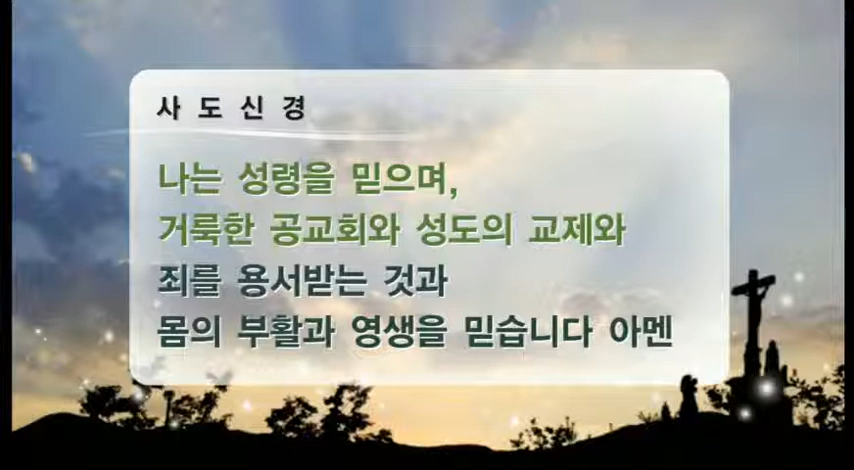 사 도 신 경
나는 성령을 믿으며,
거룩한 공교회와 성도의 교제와
죄를 용서받는 것과
몸의 부활과 영생을 믿습니다 아멘